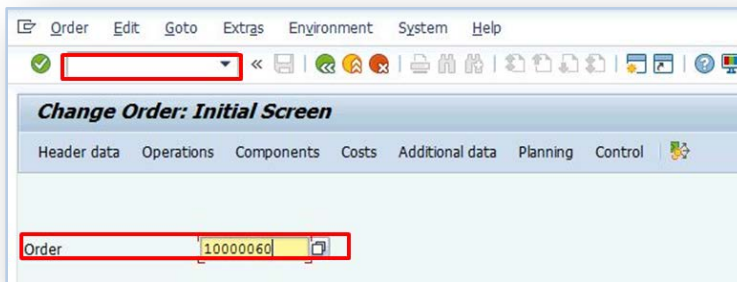 Order Edit Goto Extras Environment System Help
Change Order: Initial Screen
Header data Operations Components Costs Additional data Planning Control
Order 10000060